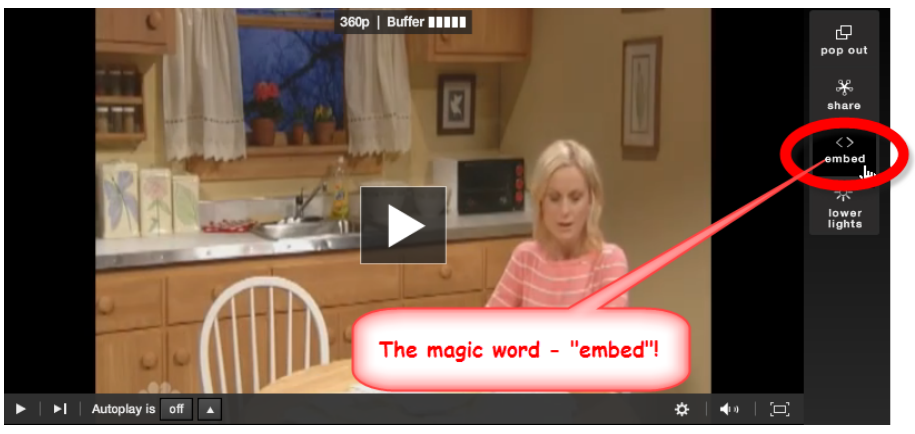 360p | Buffer
pop out
share
embed
lower
lights
The magic word - "embed"!
Autoplay is off